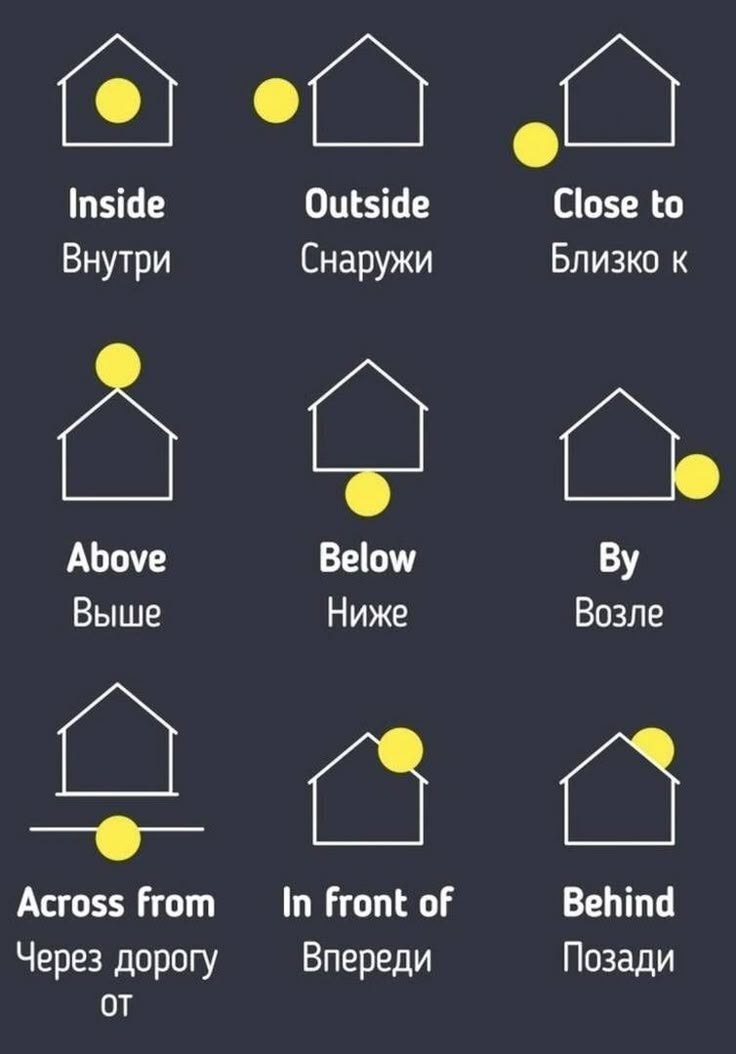 Inside
Внутри
Outside
Снаружи
Close to
Близко к
Above
Выше
Below
Ниже
By
Возле
Across from
Через дорогу
от
In front of
Впереди
Behind
Позади